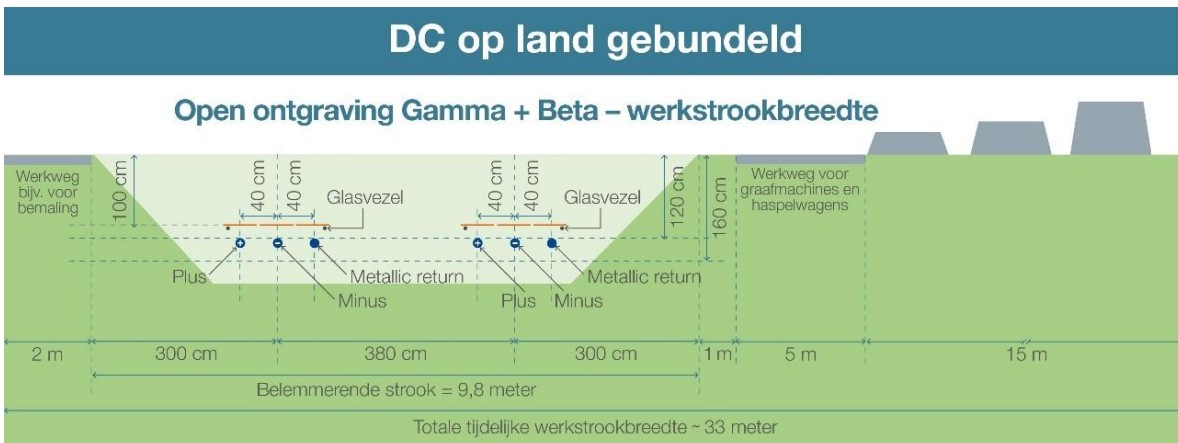 DC op land gebundeld
Open ontgraving Gamma + Beta – werkstrookbreedte
Werkweg
bijv. voor
bemaling
100 cm
40 cm
40 cm
Glasvezel
40 cm
40 cm
Glasvezel
120 cm
160 cm
Werkweg voor
graafmachines en
haspelwagens
Plus
Metallic return
Minus
Plus
Minus
Metallic return
2 m
300 cm
380 cm
300 cm
1 m
5 m
15 m
Belemmerende strook = 9,8 meter
Totale tijdelijke werkstrookbreedte ~ 33 meter